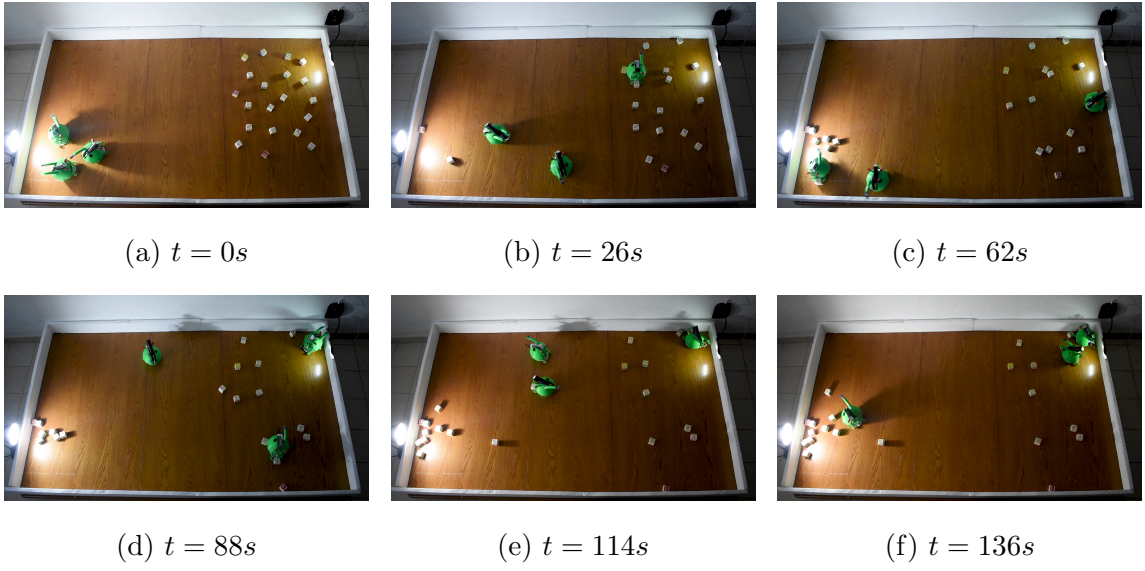 (a) t = 0s
(b) t = 26s
(c) t = 62s
(d) t = 88s
(e) t = 114s
(f) t = 136s